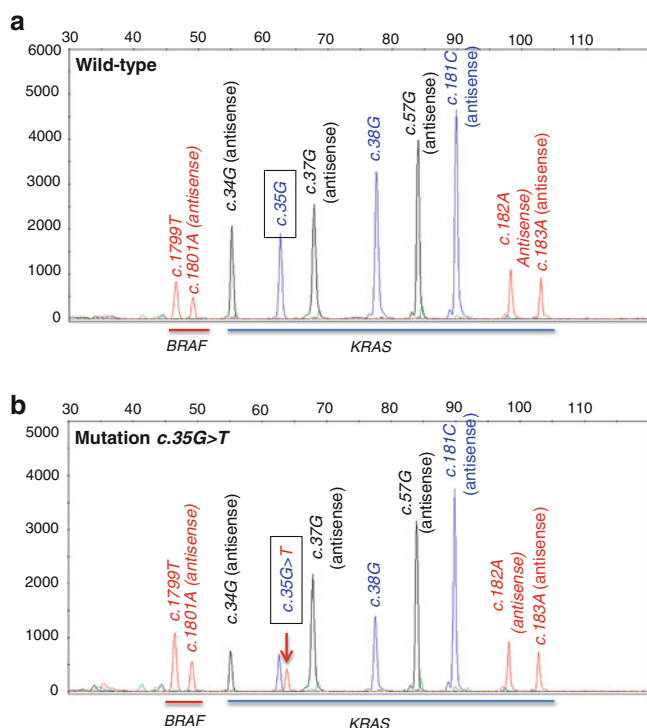 a
30 40 50 60 70 80 90 100 110
6000
5000
4000
3000
2000
1000
0
Wild-type
c.1799T
c.1801A (antisense)
c.34G (antisense)
c.35G
c.37G
(antisense)
c.38G
c.57G
(antisense)
c.181C
(antisense)
c.182A
Antisense)
c.183A (antisense)
BRAF
KRAS
b
30 40 50 60 70 80 90 100 110
5000
4000
3000
2000
1000
0
Mutation c.35G>T
c.1799T
c.1801A (antisense)
c.34G (antisense)
c.35G>T
c.37G
(antisense)
c.38G
c.57G
(antisense)
c.181C
(antisense)
c.182A
(antisense)
c.183A (antisense)
BRAF
KRAS